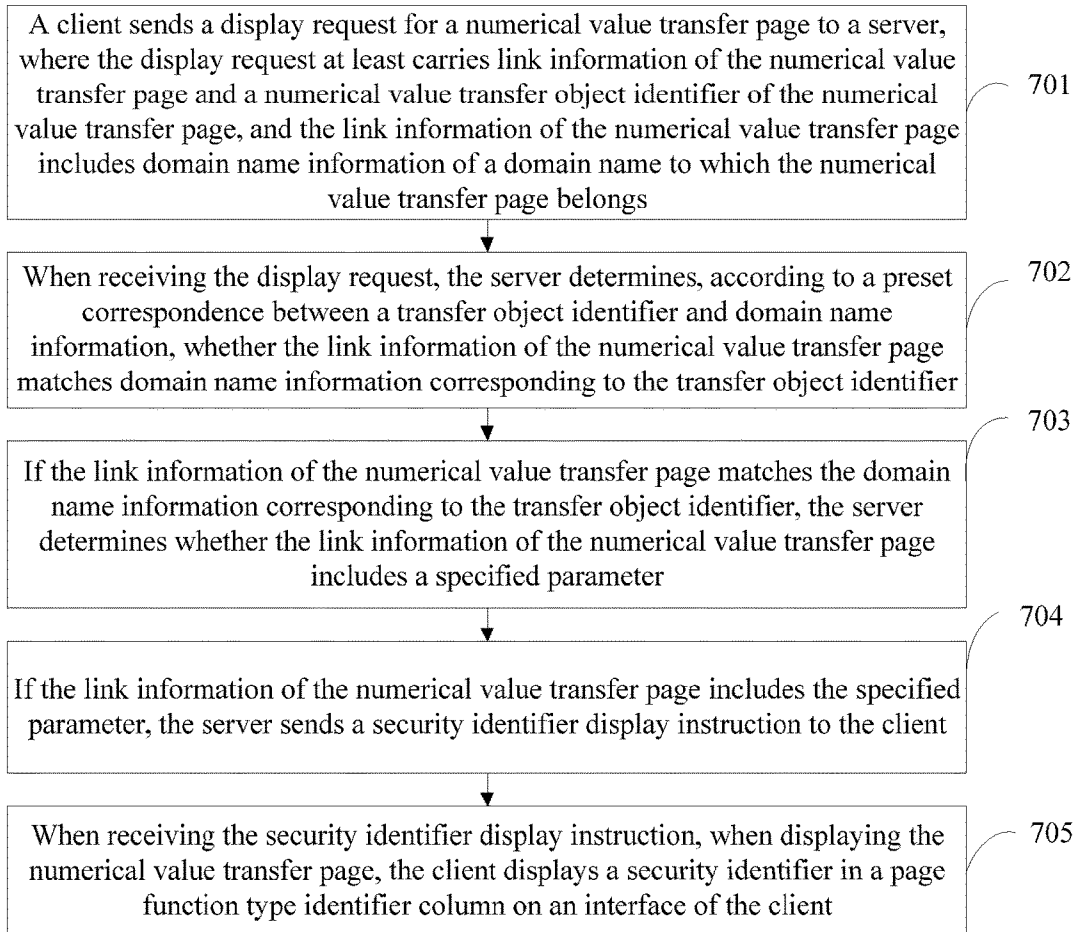 A client sends a display request for a numerical value transfer page to a server,
where the display request at least carries link information of the numerical value
transfer page and a numerical value transfer object identifier of the numerical
value transfer page, and the link information of the numerical value transfer page
includes domain name information of a domain name to which the numerical
value transfer page belongs
701
When receiving the display request, the server determines, according to a preset
correspondence between a transfer object identifier and domain name
information, whether the link information of the numerical value transfer page
matches domain name information corresponding to the transfer object identifier
702
If the link information of the numerical value transfer page matches the domain
name information corresponding to the transfer object identifier, the server
determines whether the link information of the numerical value transfer page
includes a specified parameter
703
If the link information of the numerical value transfer page includes the specified
parameter, the server sends a security identifier display instruction to the client
704
When receiving the security identifier display instruction, when displaying the
numerical value transfer page, the client displays a security identifier in a page
function type identifier column on an interface of the client
705